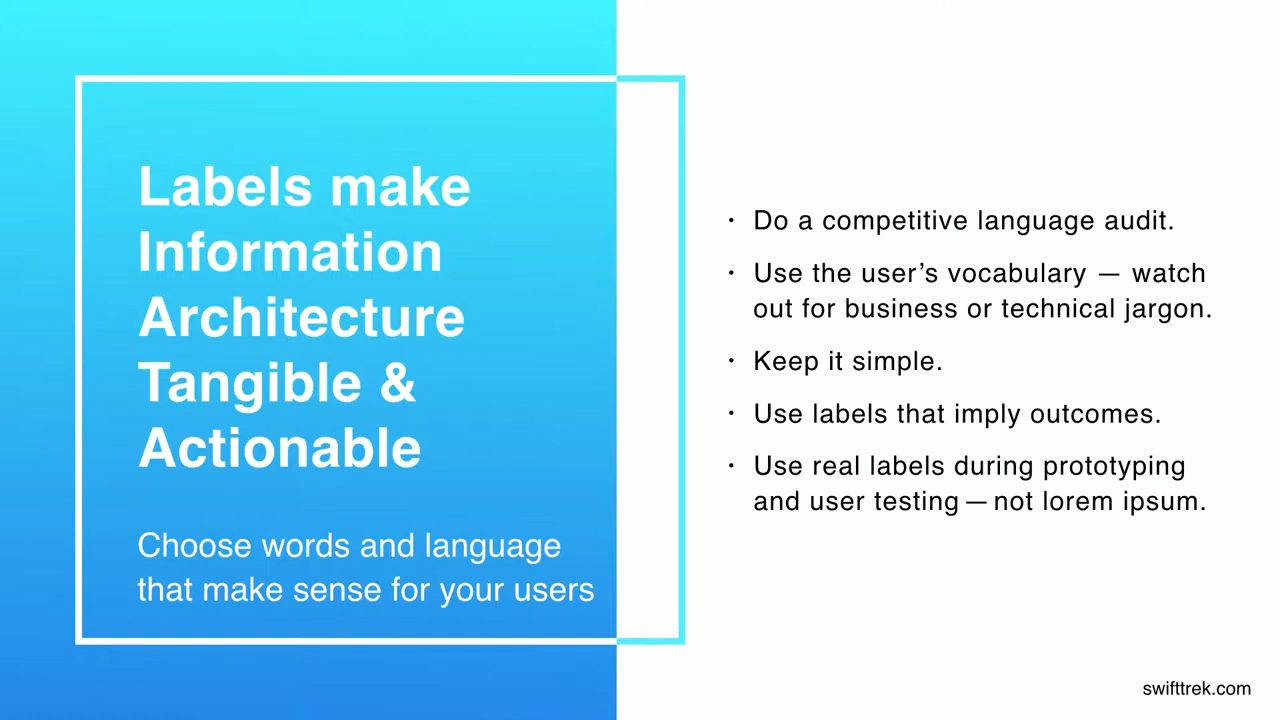 Labels make
Information
Architecture
Tangible &
Actionable
Choose words and language
that make sense for your users
· Do a competitive language audit.
· Use the user’s vocabulary — watch
out for business or technical jargon.
· Keep it simple.
· Use labels that imply outcomes.
· Use real labels during prototyping
and user testing — not lorem ipsum.
swifttrek.com